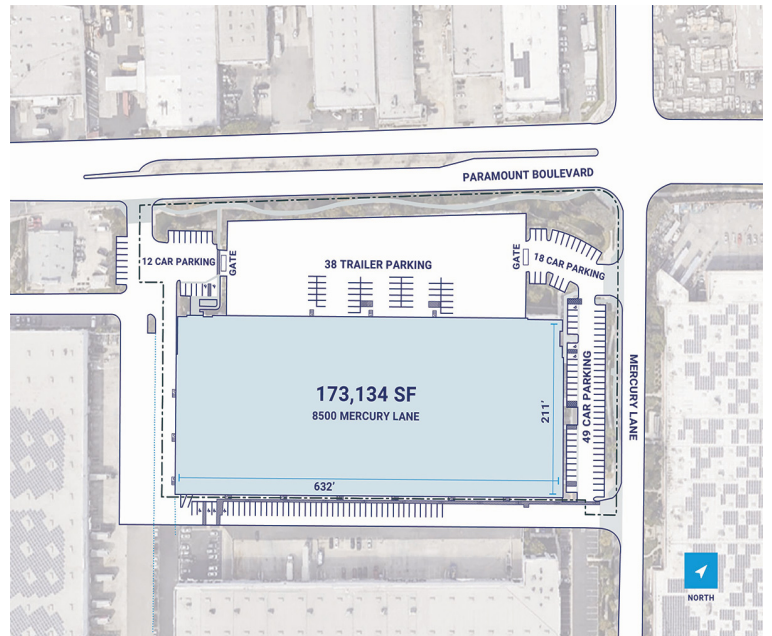 PARAMOUNT BOULEVARD
12 CAR PARKING
GATE
38 TRAILER PARKING
GATE
18 CAR PARKING
173,134 SF
8500 MERCURY LANE
211'
632'
49 CAR PARKING
MERCURY LANE
NORTH